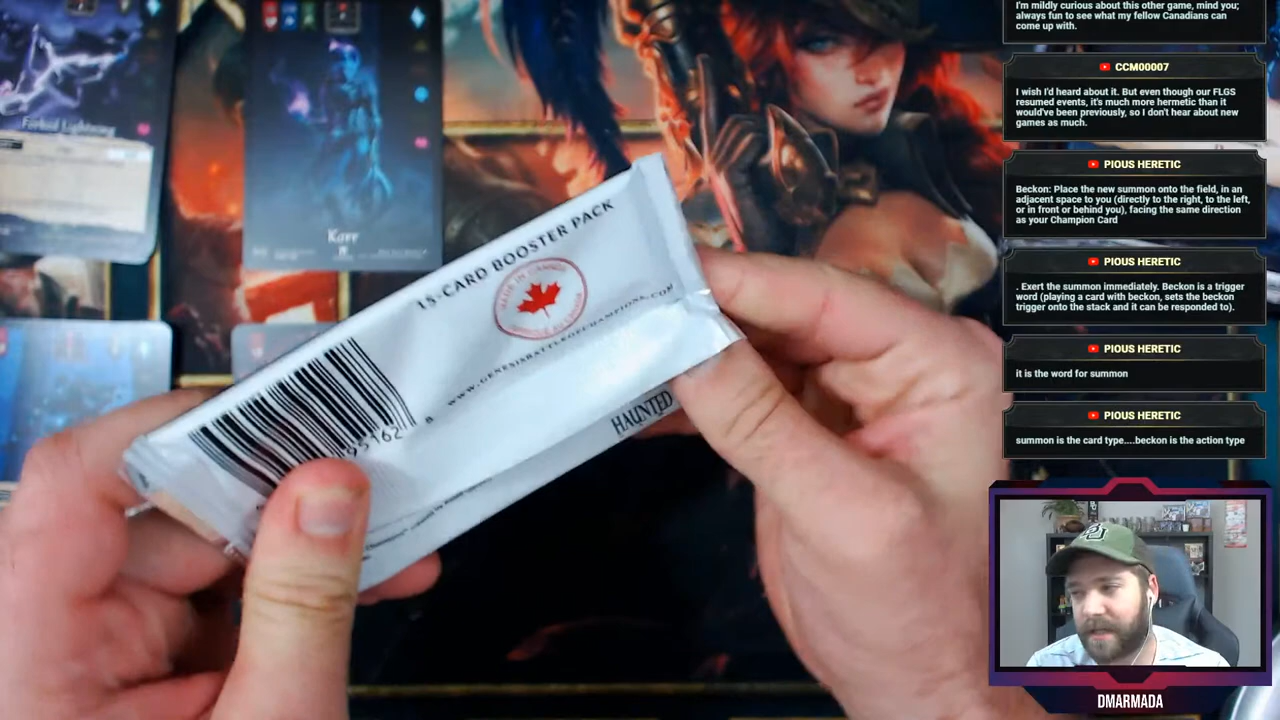 Forked Lightning
Karr
15-CARD BOOSTER PACK
MADE IN CANADA
WWW.GENESISBATTLEOFCHAMPIONS.COM
95162
8
HAUNTED
I'm mildly curious about this other game, mind you;
always fun to see what my fellow Canadians can
come up with.
CCM00007
I wish I'd heard about it. But even though our FLGS
resumed events, it's much more hermetic than it
would've been previously, so I don't hear about new
games as much.
PIOUS HERETIC
Beckon: Place the new summon onto the field, in an
adjacent space to you (directly to the right, to the left,
or in front or behind you), facing the same direction
as your Champion Card
PIOUS HERETIC
. Exert the summon immediately. Beckon is a trigger
word (playing a card with beckon, sets the beckon
trigger onto the stack and it can be responded to).
PIOUS HERETIC
it is the word for summon
PIOUS HERETIC
summon is the card type....beckon is the action type
DMARMADA